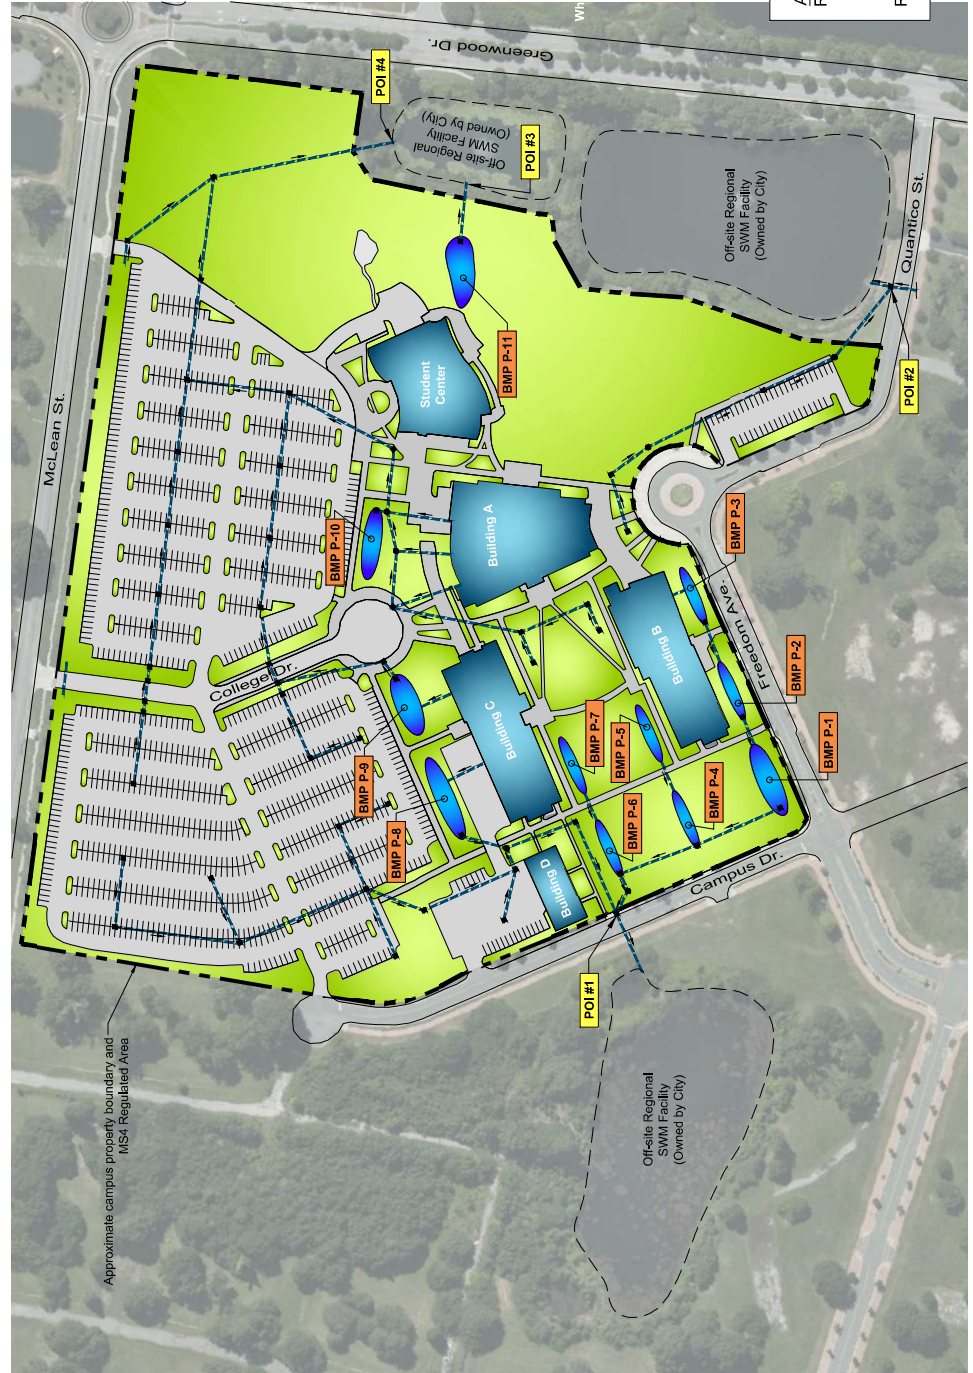 Greenwood Dr.
POI #4
Off-site Regional
SWM Facility
(Owned by City)
POI #3
McLean St.
Off-site Regional
SWM Facility
(Owned by City)
Quantico St.
POI #2
BMP P-11
Student
Center
BMP P-10
Building A
BMP P-3
Building B
Freedom Ave.
BMP P-2
BMP P-1
College Dr.
Building C
BMP P-7
BMP P-5
BMP P-4
BMP P-6
BMP P-9
BMP P-8
Building D
Campus Dr.
POI #1
Approximate campus property boundary and
MS4 Regulated Area
Off-site Regional
SWM Facility
(Owned by City)
Wh